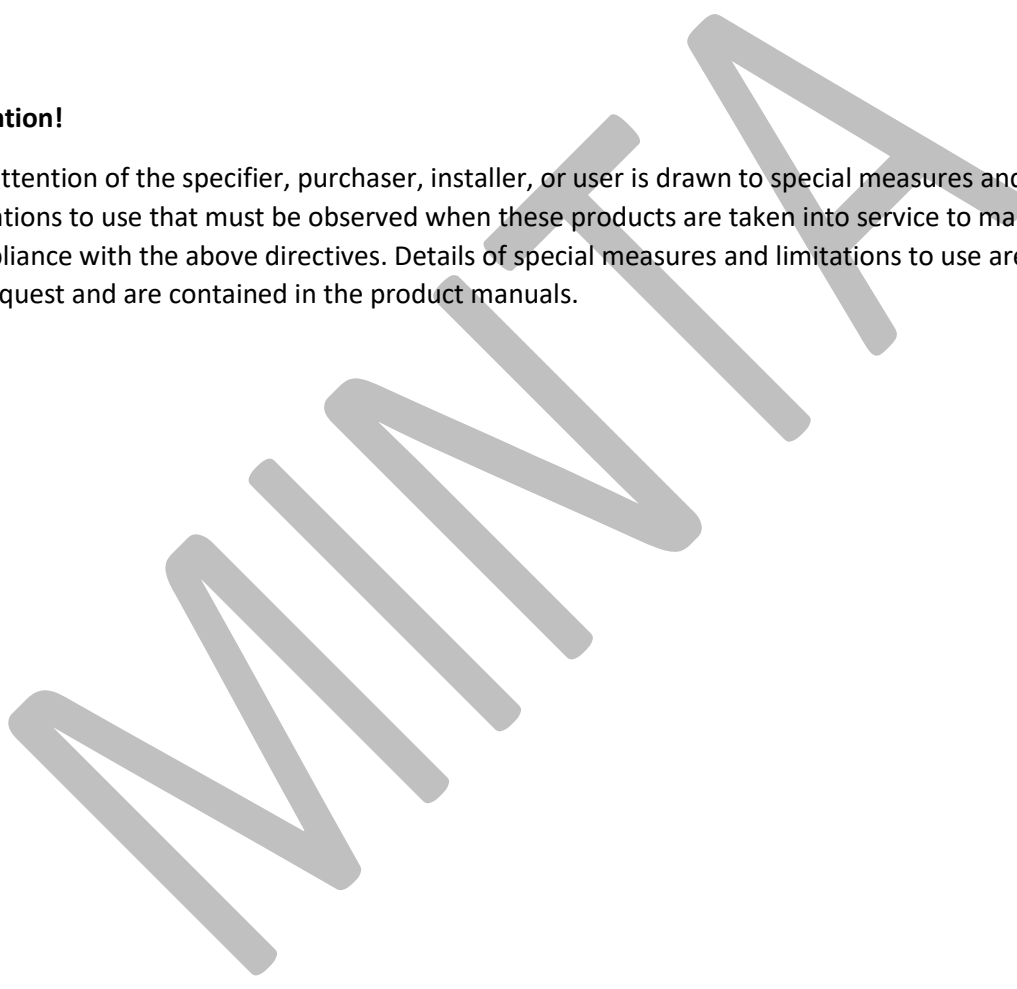 ntion!
ttention of the specifier, purchaser, installer, or user is drawn to special measures and
ations to use that must be observed when these products are taken into service to ma
pliance with the above directives. Details of special measures and limitations to use are
quest and are contained in the product manuals.
MINTA